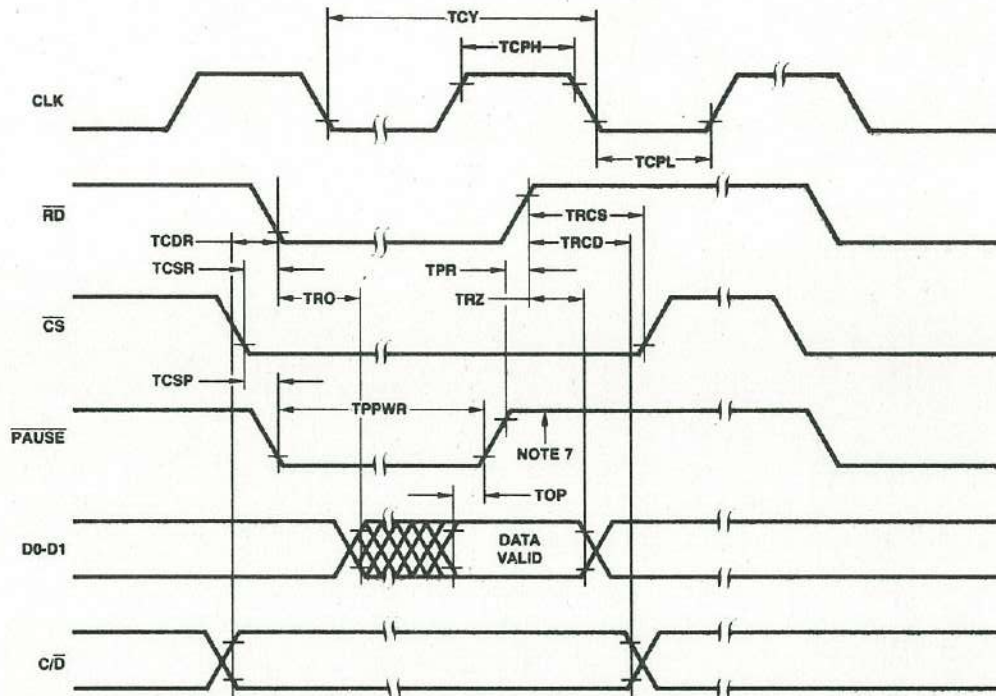 TCY
TCPH
CLK
TCPL
RD
TRCS
TCDR
TRCD
TCSR
TPR
TRO
TRZ
CS
TCSP
TPPWR
PAUSE
NOTE 7
TOP
D0-D1
DATA
VALID
C/D